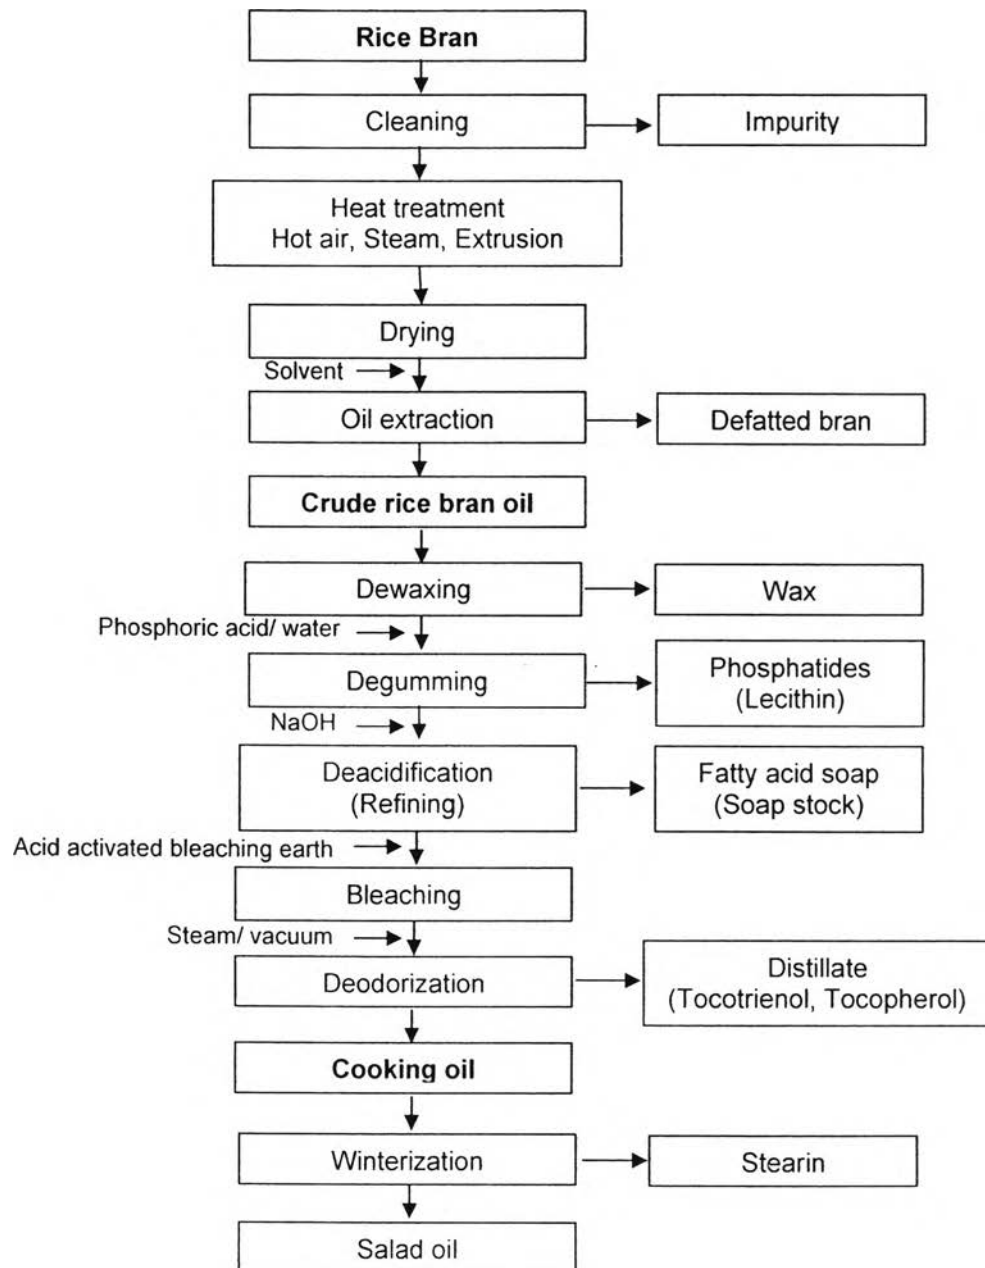 Rice Bran
Cleaning
Impurity
Heat treatment
Hot air, Steam, Extrusion
Drying
Solvent
Oil extraction
Defatted bran
Crude rice bran oil
Dewaxing
Wax
Phosphoric acid/ water
Degumming
Phosphatides
(Lecithin)
NaOH
Deacidification
(Refining)
Fatty acid soap
(Soap stock)
Acid activated bleaching earth
Bleaching
Steam/ vacuum
Deodorization
Distillate
(Tocotrienol, Tocopherol)
Cooking oil
Winterization
Stearin
Salad oil